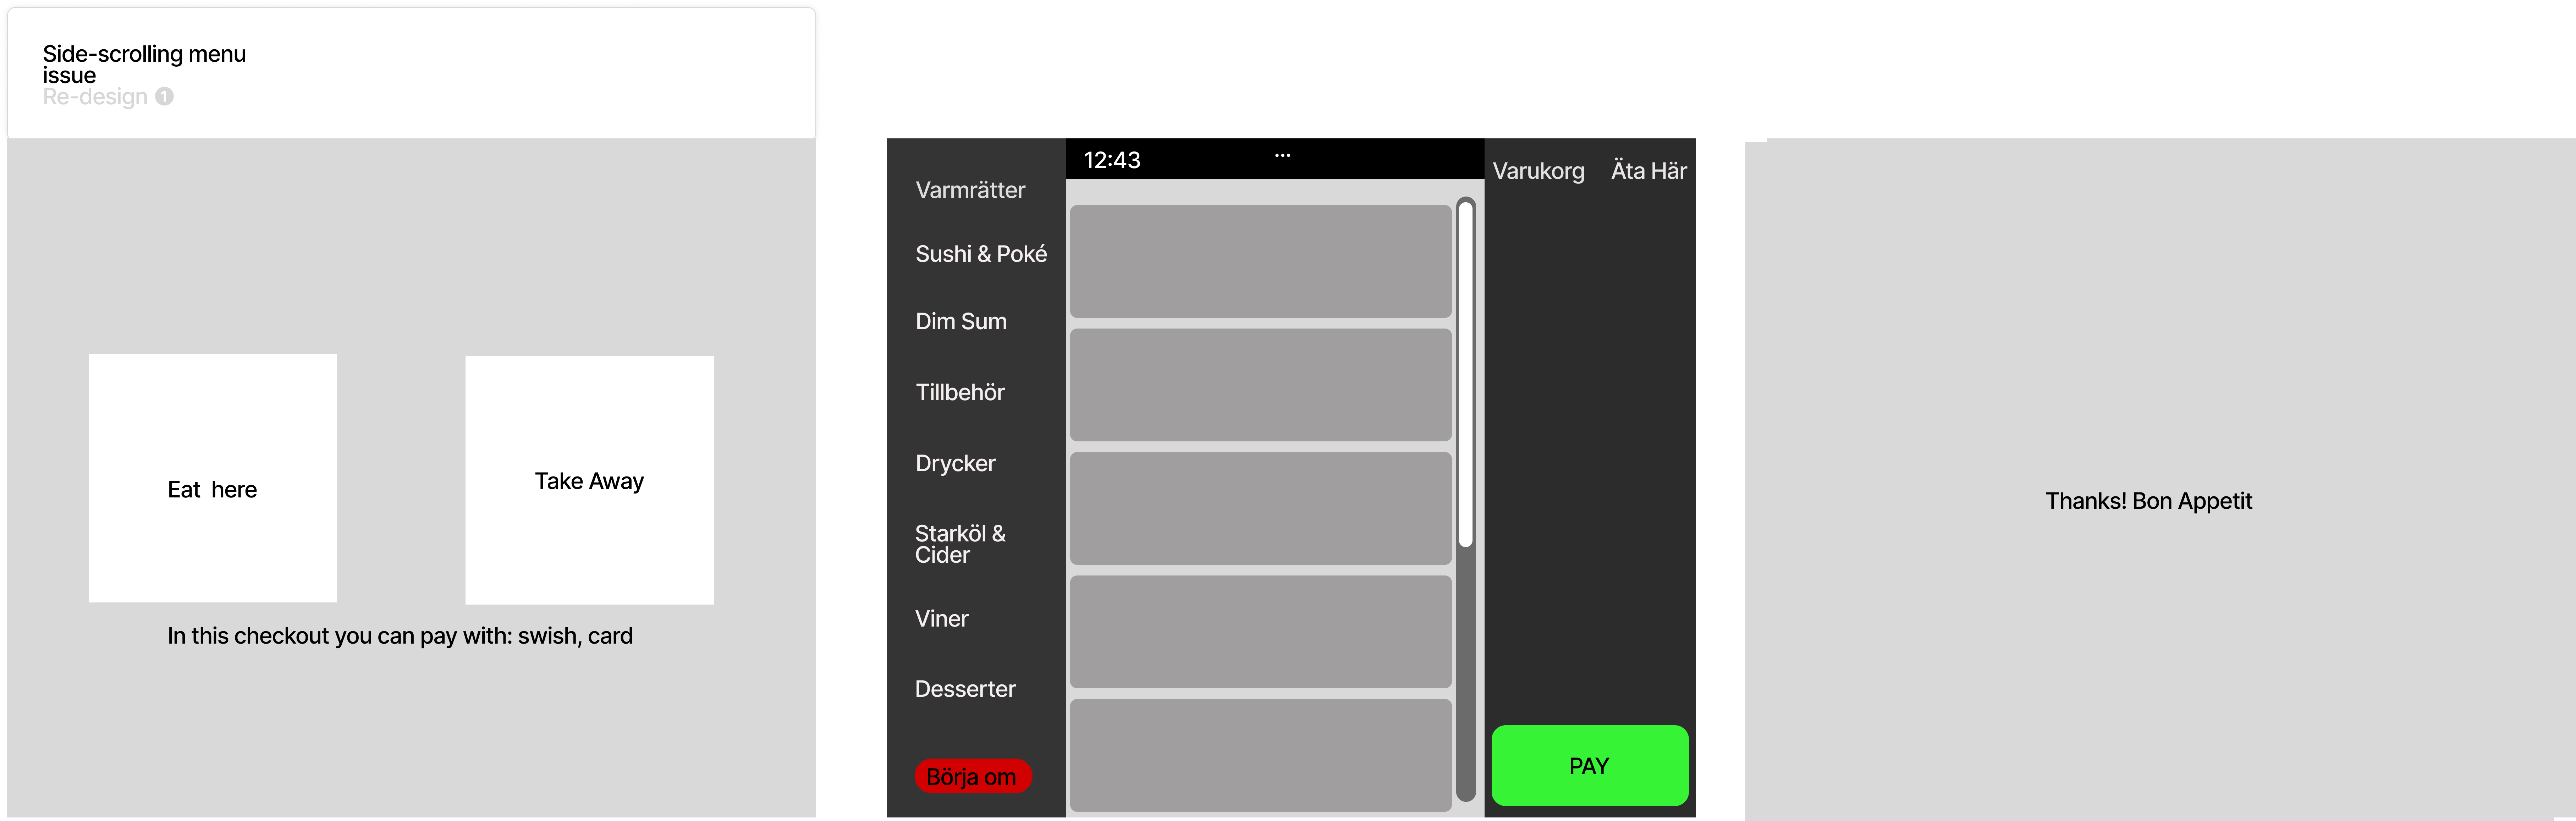 Side-scrolling menu
issue
Re-design 1
Eat  here
Take Away
In this checkout you can pay with: swish, card
Varmrätter
Sushi & Poké
Dim Sum
Tillbehör
Drycker
Starköl &
Cider
Viner
Desserter
Börja om
12:43
...
Varukorg
Äta Här
PAY
Thanks! Bon Appetit